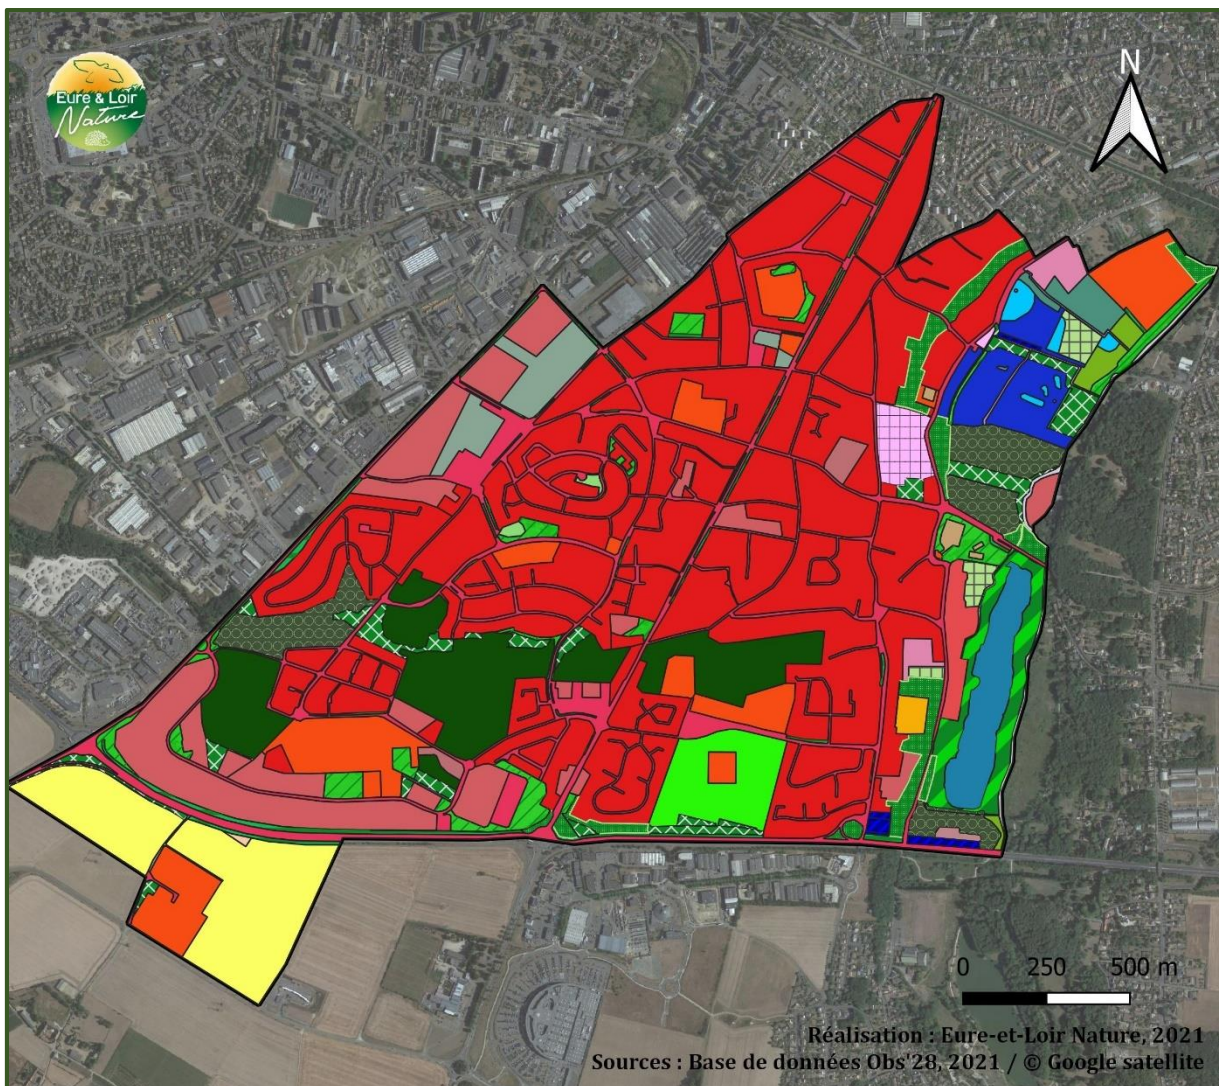 Eure & Loir
Nature
N
0 250 500 m
Réalisation : Eure-et-Loir Nature, 2021
Sources : Base de données Obs'28, 2021 / © Google satellite